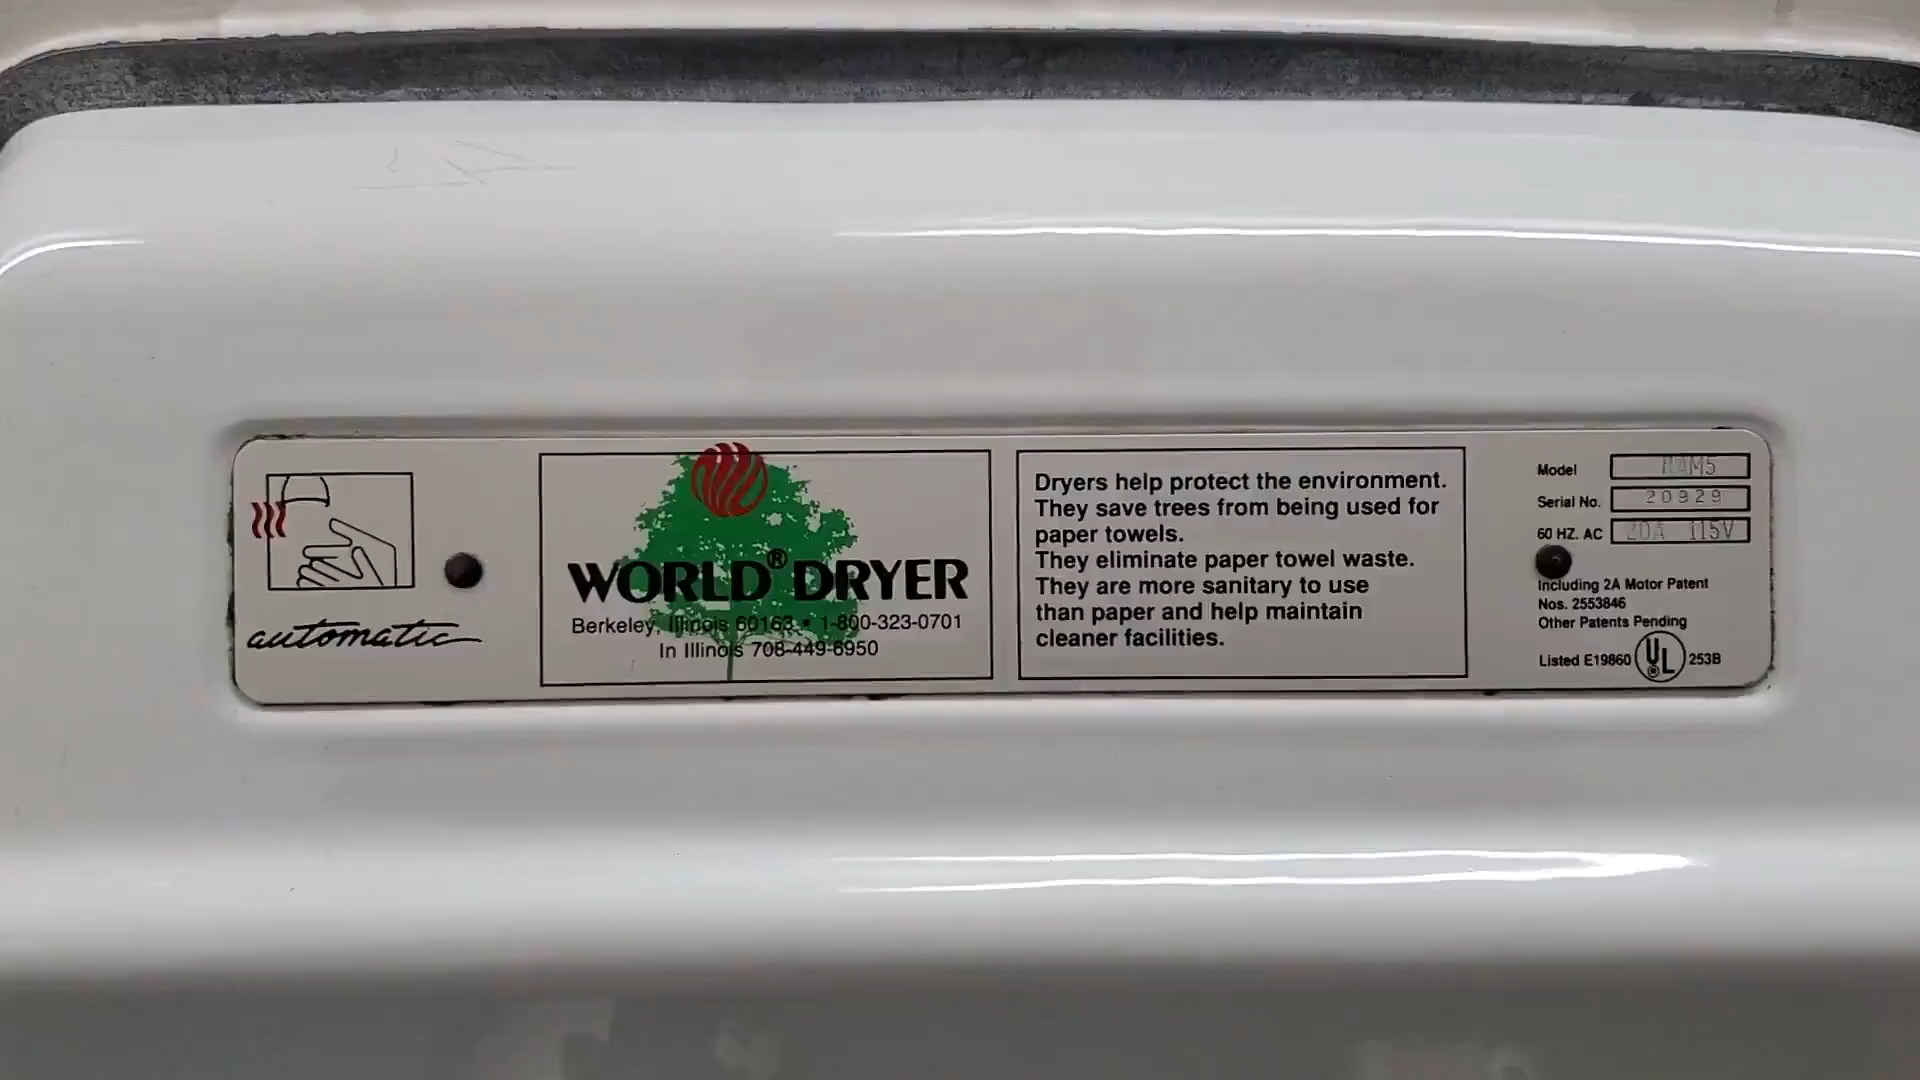 automatic
WORLD® DRYER
Berkeley, Illinois 60163 • 1-800-323-0701
In Illinois 708-449-6950
Dryers help protect the environment.
They save trees from being used for
paper towels.
They eliminate paper towel waste.
They are more sanitary to use
than paper and help maintain
cleaner facilities.
Model
Serial No. 20929
60 HZ. AC 20A 115V
Including 2A Motor Patent
Nos. 2553846
Other Patents Pending
Listed E19860 UL® 253B